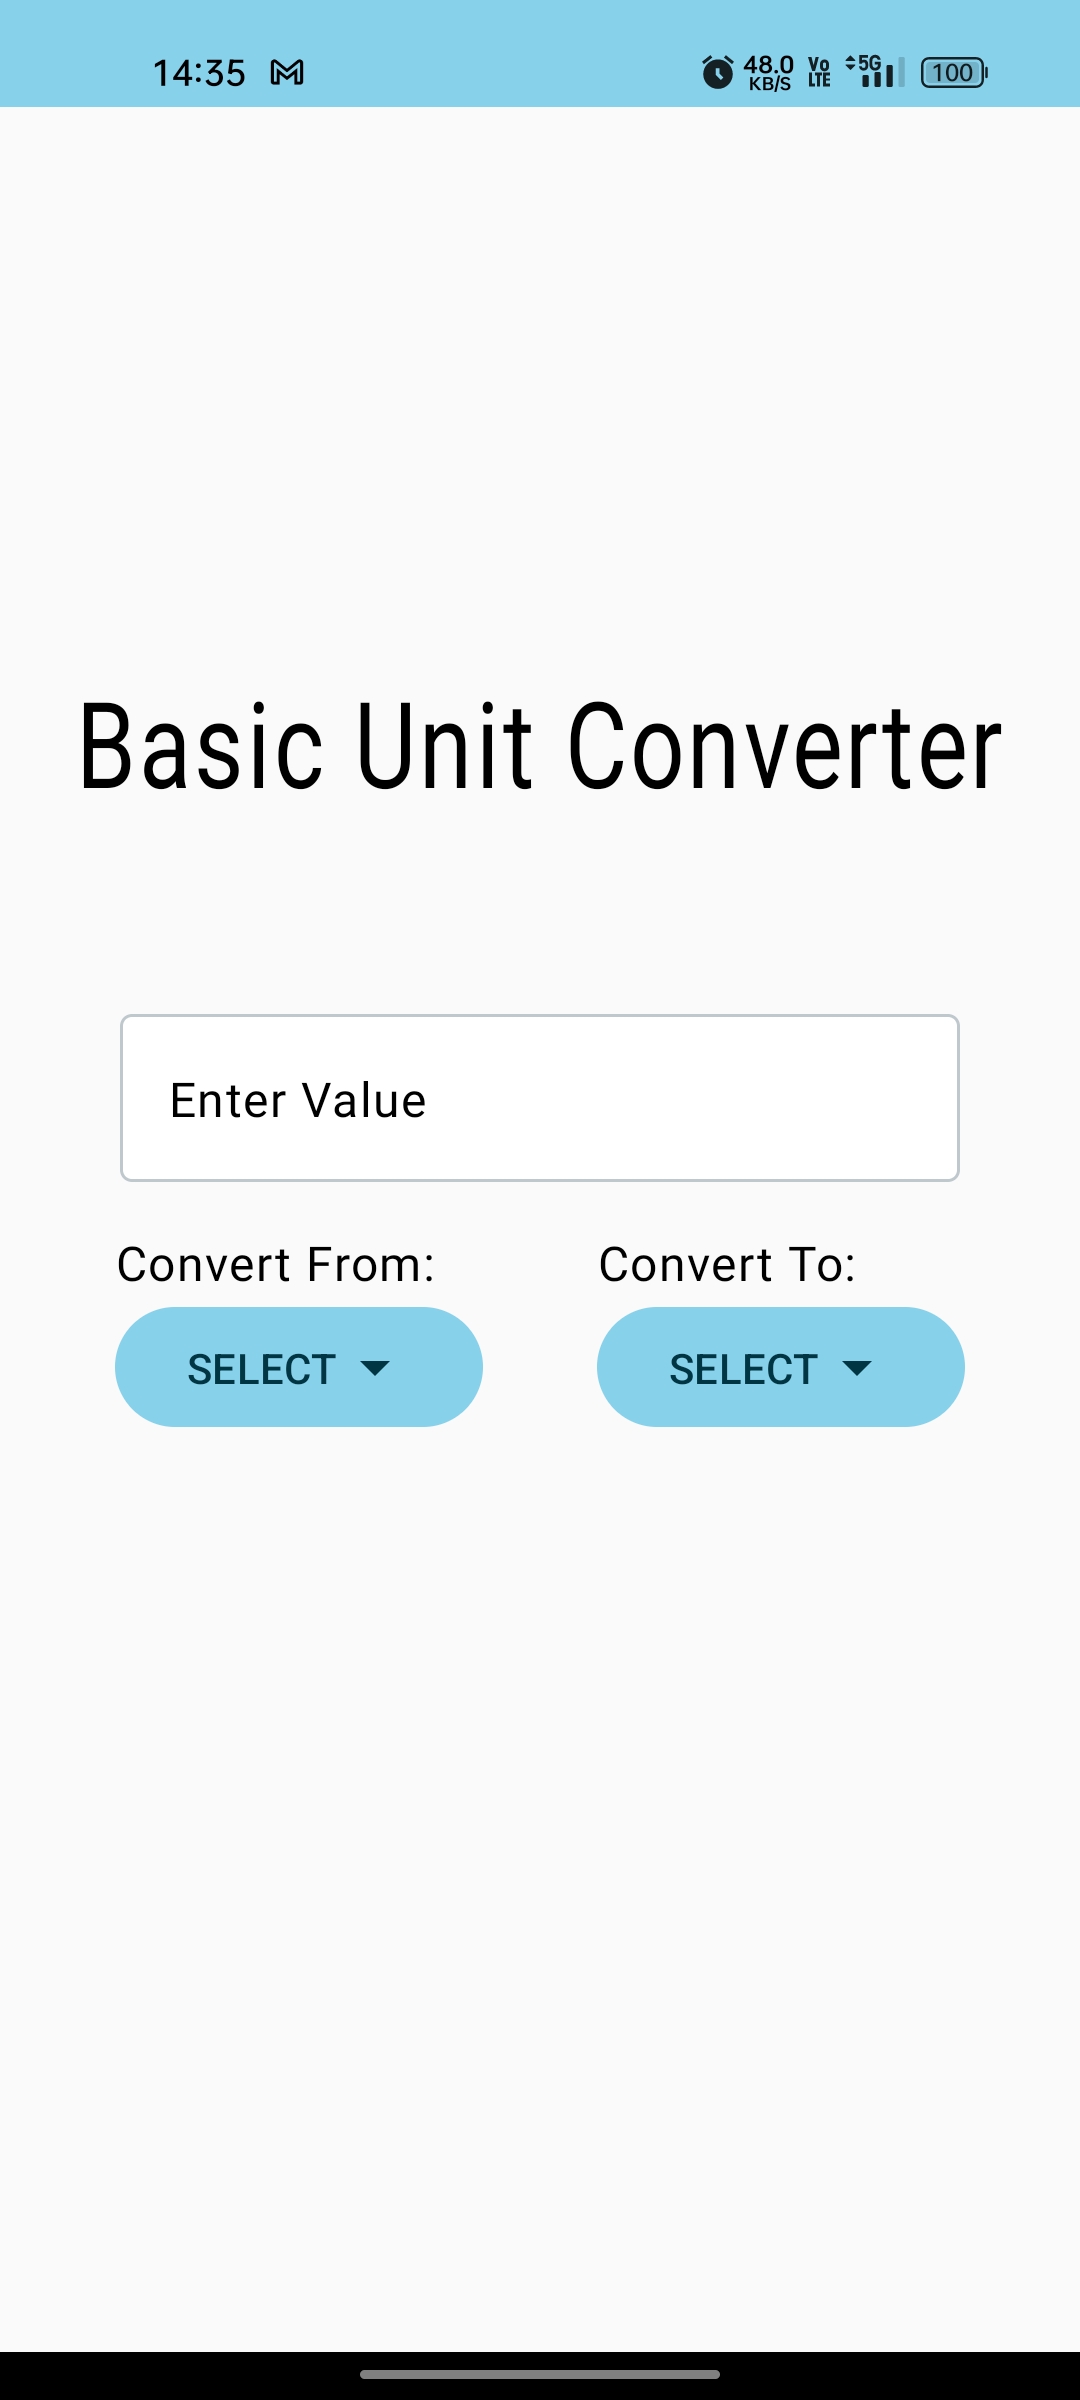 14:35 48.0 KB/S Vo LTE 5G 100
Basic Unit Converter
Enter Value
Convert From: Convert To:
SELECT SELECT